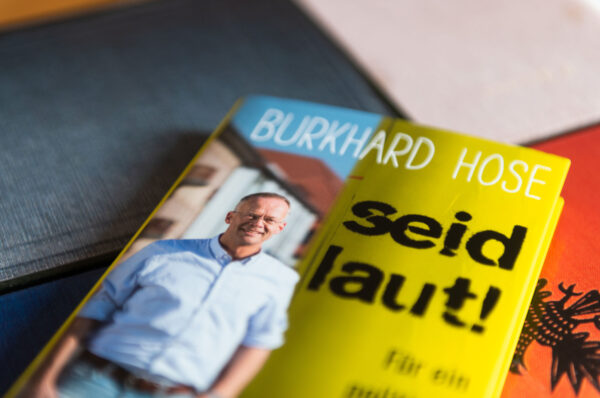 BURKHARD HOSE
seid
laut!
Für ein